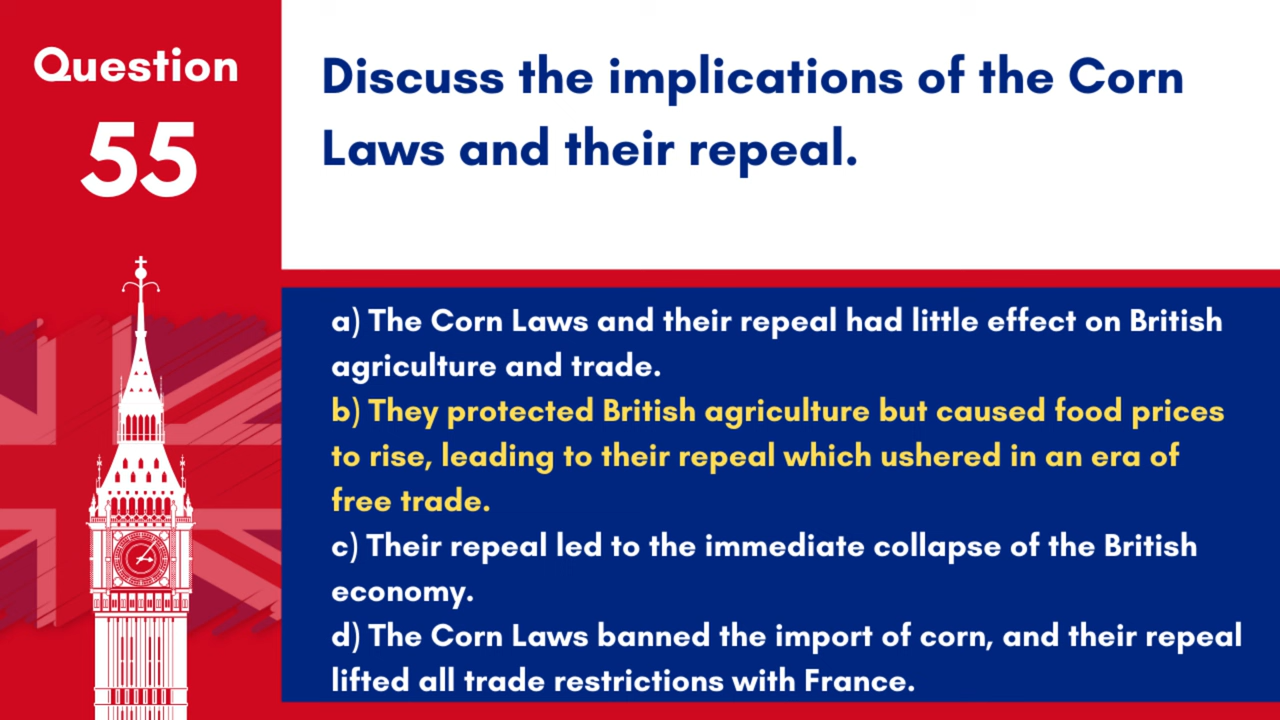 Question
55
Discuss the implications of the Corn
Laws and their repeal.
a) The Corn Laws and their repeal had little effect on British
agriculture and trade.
b) They protected British agriculture but caused food prices
to rise, leading to their repeal which ushered in an era of
free trade.
c) Their repeal led to the immediate collapse of the British
economy.
d) The Corn Laws banned the import of corn, and their repeal
lifted all trade restrictions with France.